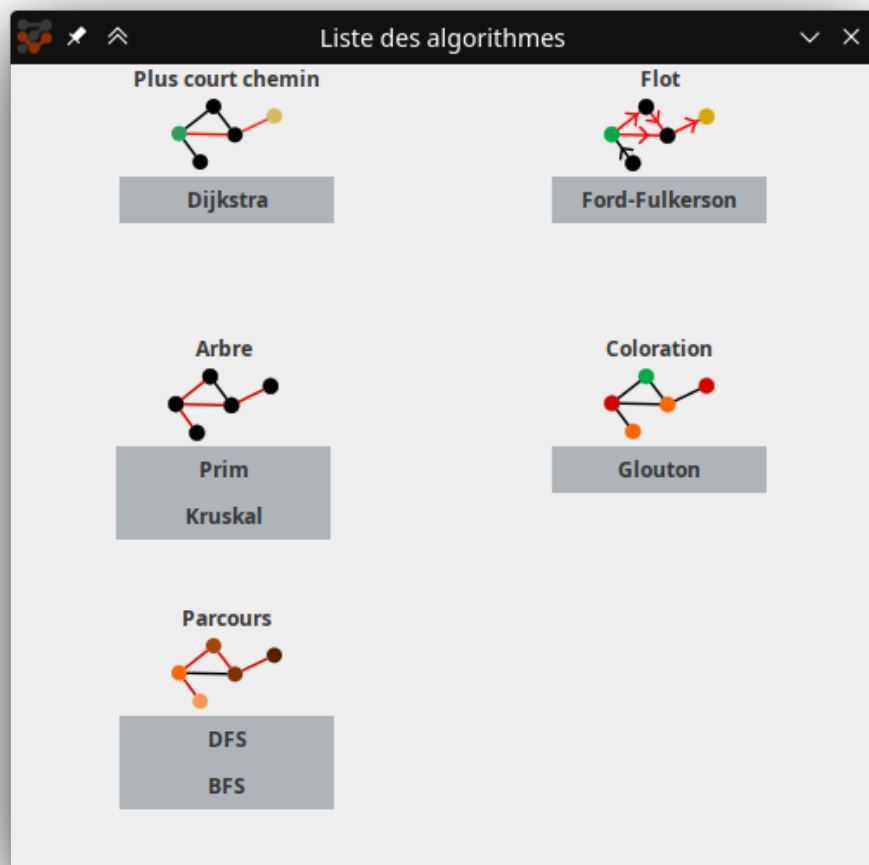 Liste des algorithmes
Plus court chemin
Dijkstra
Flot
Ford-Fulkerson
Arbre
Prim
Kruskal
Coloration
Glouton
Parcours
DFS
BFS